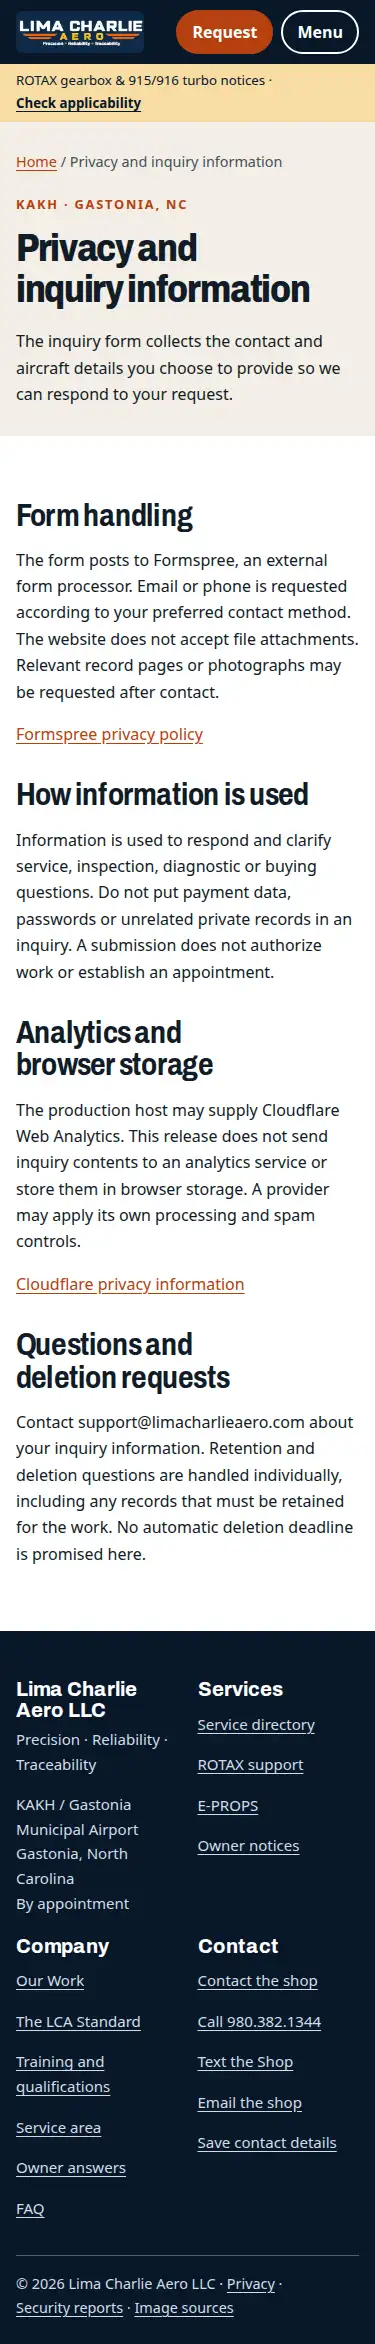 LIMA CHARLIE
AERO
Precision • Reliability • Traceability
Request
Menu
ROTAX gearbox & 915/916 turbo notices ·
Check applicability
Home / Privacy and inquiry information
KAKH · GASTONIA, NC
Privacy and
inquiry information
The inquiry form collects the contact and
aircraft details you choose to provide so we
can respond to your request.
Form handling
The form posts to Formspree, an external
form processor. Email or phone is requested
according to your preferred contact method.
The website does not accept file attachments.
Relevant record pages or photographs may
be requested after contact.
Formspree privacy policy
How information is used
Information is used to respond and clarify
service, inspection, diagnostic or buying
questions. Do not put payment data,
passwords or unrelated private records in an
inquiry. A submission does not authorize
work or establish an appointment.
Analytics and
browser storage
The production host may supply Cloudflare
Web Analytics. This release does not send
inquiry contents to an analytics service or
store them in browser storage. A provider
may apply its own processing and spam
controls.
Cloudflare privacy information
Questions and
deletion requests
Contact support@limacharlieaero.com about
your inquiry information. Retention and
deletion questions are handled individually,
including any records that must be retained
for the work. No automatic deletion deadline
is promised here.
Lima Charlie
Aero LLC
Precision · Reliability ·
Traceability
KAKH / Gastonia
Municipal Airport
Gastonia, North
Carolina
By appointment
Services
Service directory
ROTAX support
E-PROPS
Owner notices
Company
Our Work
The LCA Standard
Training and
qualifications
Service area
Owner answers
FAQ
Contact
Contact the shop
Call 980.382.1344
Text the Shop
Email the shop
Save contact details
© 2026 Lima Charlie Aero LLC · Privacy ·
Security reports · Image sources